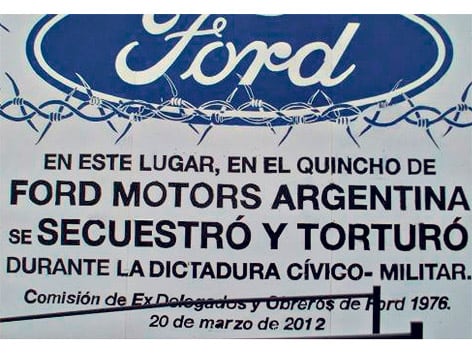 Ford
EN ESTE LUGAR, EN EL QUINCHO DE
FORD MOTORS ARGENTINA
SE SECUESTRÓ Y TORTURÓ
DURANTE LA DICTADURA CÍVICO- MILITAR.
Comisión de Ex Delegados y Obreros de Ford 1976.
20 de marzo de 2012